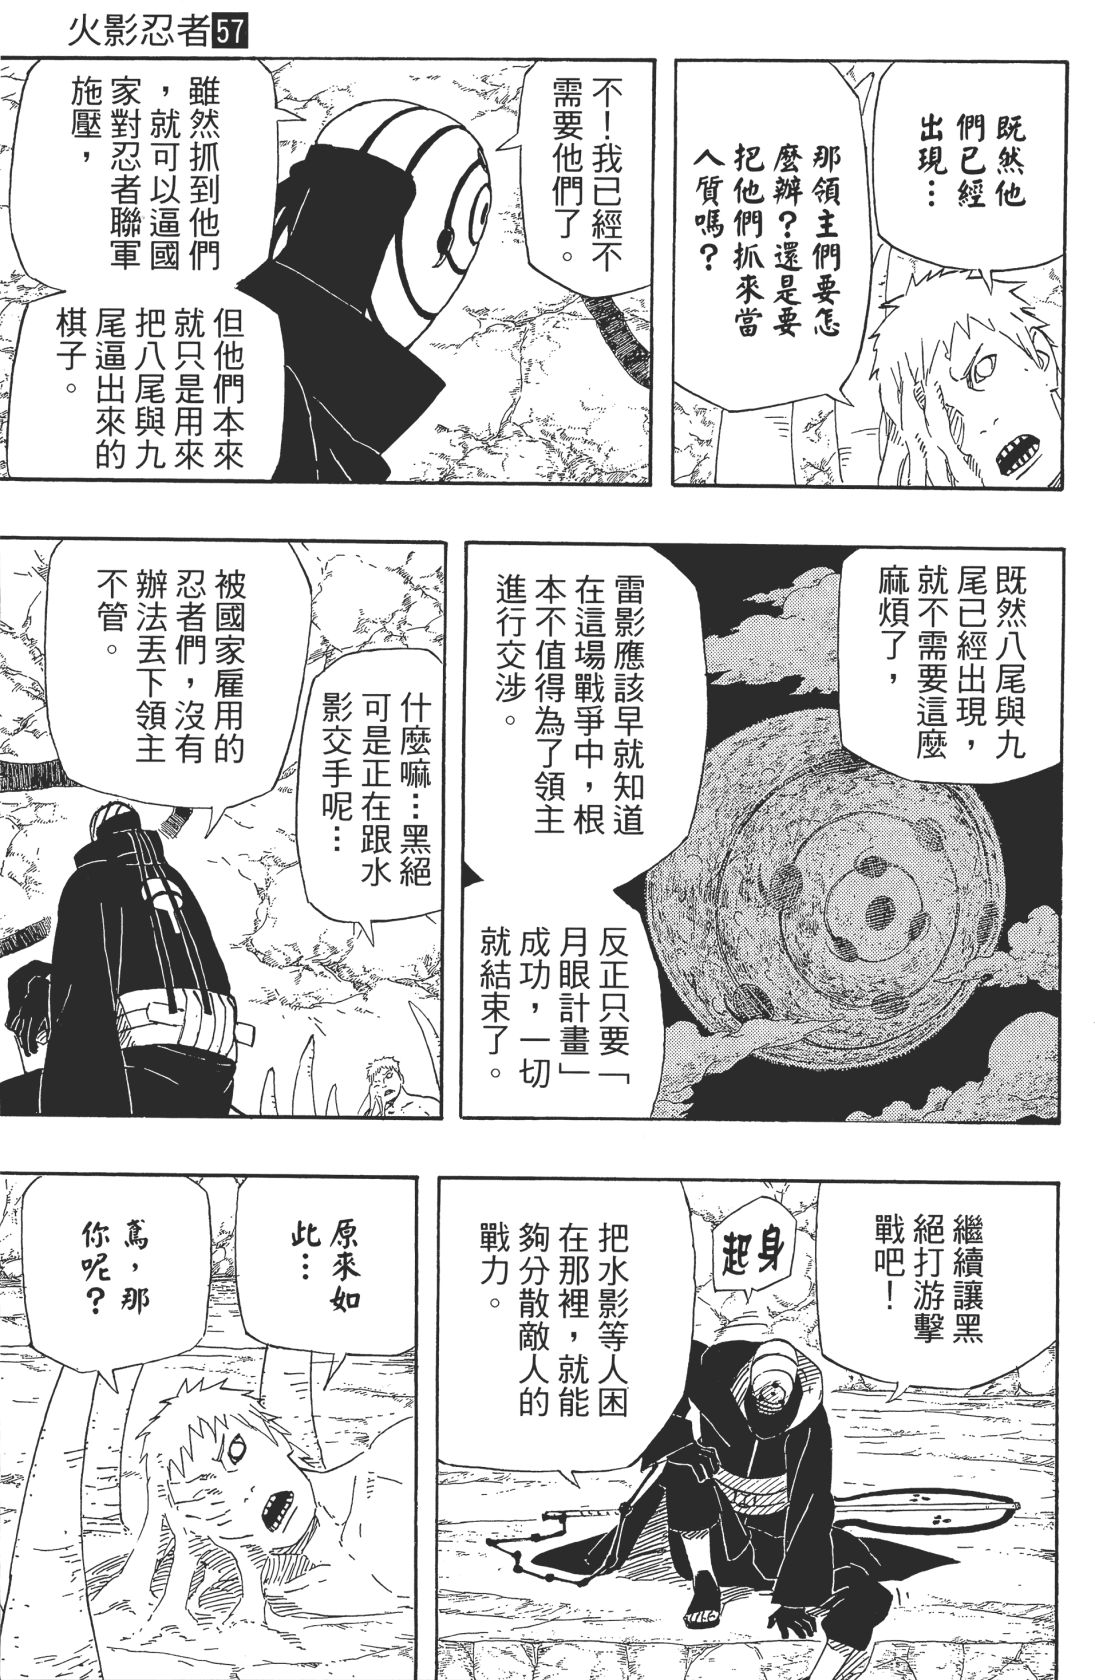 火影忍者57
既然他
們已經
出現…
那領主們要怎
麼辦？還是要
把他們抓來當
人質嗎？
不！我已經不
需要他們了。
雖然抓到他們
，就可以逼國
家對忍者聯軍
施壓，
但他們本來
就只是用來
把八尾與九
尾逼出來的
棋子。
既然八尾與九
尾已經出現，
就不需要這麼
麻煩了，
雷影應該早就知道
在這場戰爭中，根
本不值得為了領主
進行交涉。
反正只要「
月眼計畫」
成功，一切
就結束了。
什麼嘛…黑絕
可是正在跟水
影交手呢…
被國家雇用的
忍者們，沒有
辦法丟下領主
不管。
繼續讓黑
絕打游擊
戰吧！
起身
把水影等人困
在那裡，就能
夠分散敵人的
戰力。
原來如
此…
鳶，那
你呢？